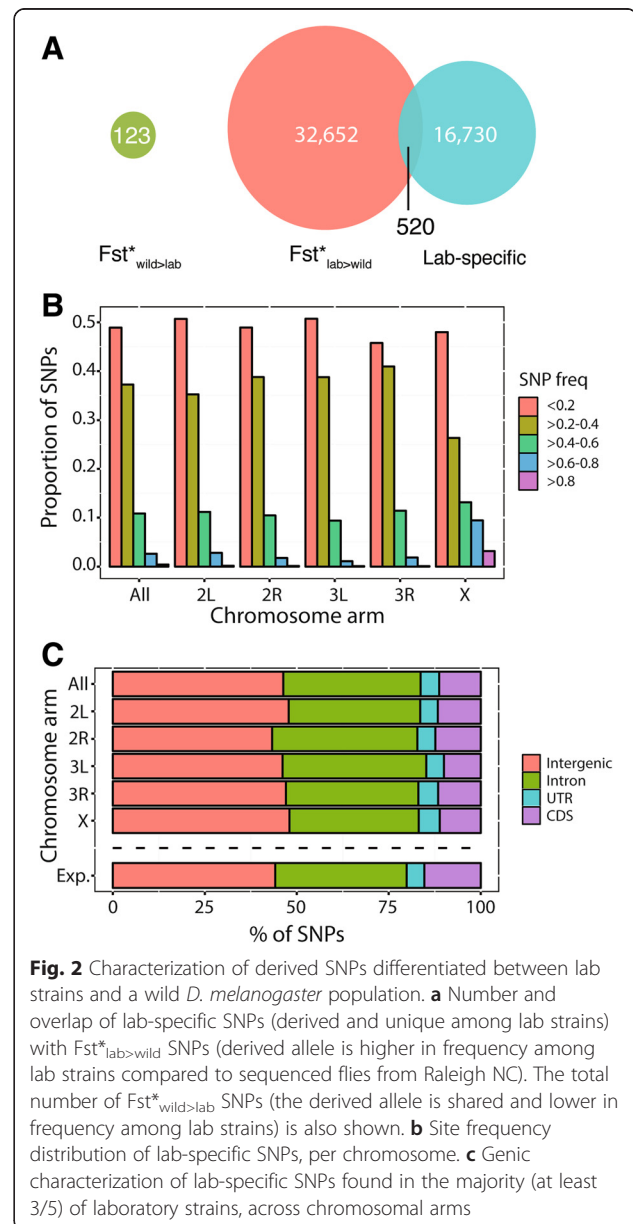 A
123
32,652
16,730
520
Fst*wild>lab
Fst*lab>wild
Lab-specific
B
Proportion of SNPs
0.5
0.4
0.3
0.2
0.1
0.0
All
2L
2R
3L
3R
X
Chromosome arm
SNP freq
<0.2
>0.2-0.4
>0.4-0.6
>0.6-0.8
>0.8
C
Chromosome arm
All
2L
2R
3L
3R
X
Exp.
0
25
50
75
100
% of SNPs
Intergenic
Intron
UTR
CDS
Fig. 2 Characterization of derived SNPs differentiated between lab
strains and a wild D. melanogaster population. a Number and
overlap of lab-specific SNPs (derived and unique among lab strains)
with Fst*lab>wild SNPs (derived allele is higher in frequency among
lab strains compared to sequenced flies from Raleigh NC). The total
number of Fst*wild>lab SNPs (the derived allele is shared and lower in
frequency among lab strains) is also shown. b Site frequency
distribution of lab-specific SNPs, per chromosome. c Genic
characterization of lab-specific SNPs found in the majority (at least
3/5) of laboratory strains, across chromosomal arms